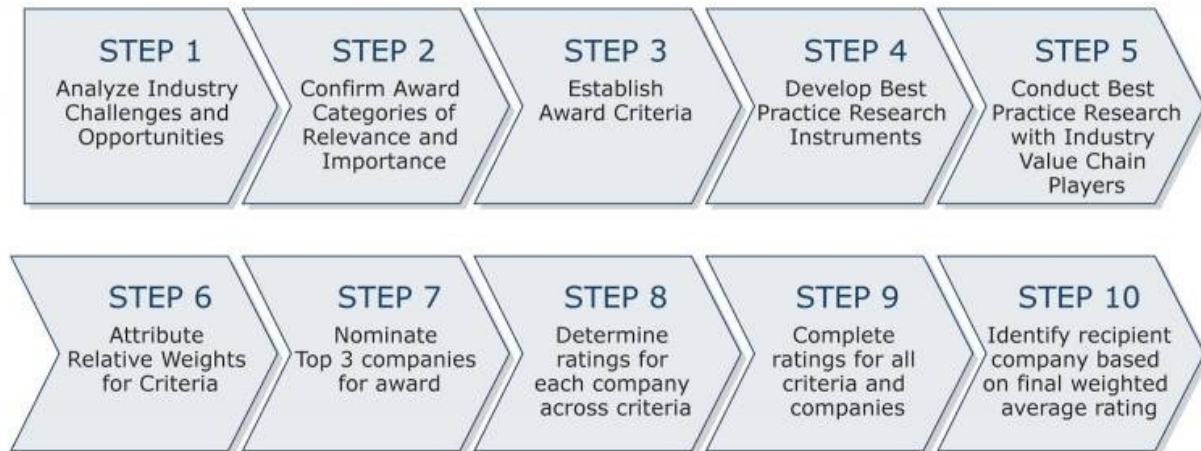 STEP 1
Analyze Industry
Challenges and
Opportunities
STEP 2
Confirm Award
Categories of
Relevance and
Importance
STEP 3
Establish
Award Criteria
STEP 4
Develop Best
Practice Research
Instruments
STEP 5
Conduct Best
Practice Research
with Industry
Value Chain
Players
STEP 6
Attribute
Relative Weights
for Criteria
STEP 7
Nominate
Top 3 companies
for award
STEP 8
Determine
ratings for
each company
across criteria
STEP 9
Complete
ratings for all
criteria and
companies
STEP 10
Identify recipient
company based
on final weighted
average rating